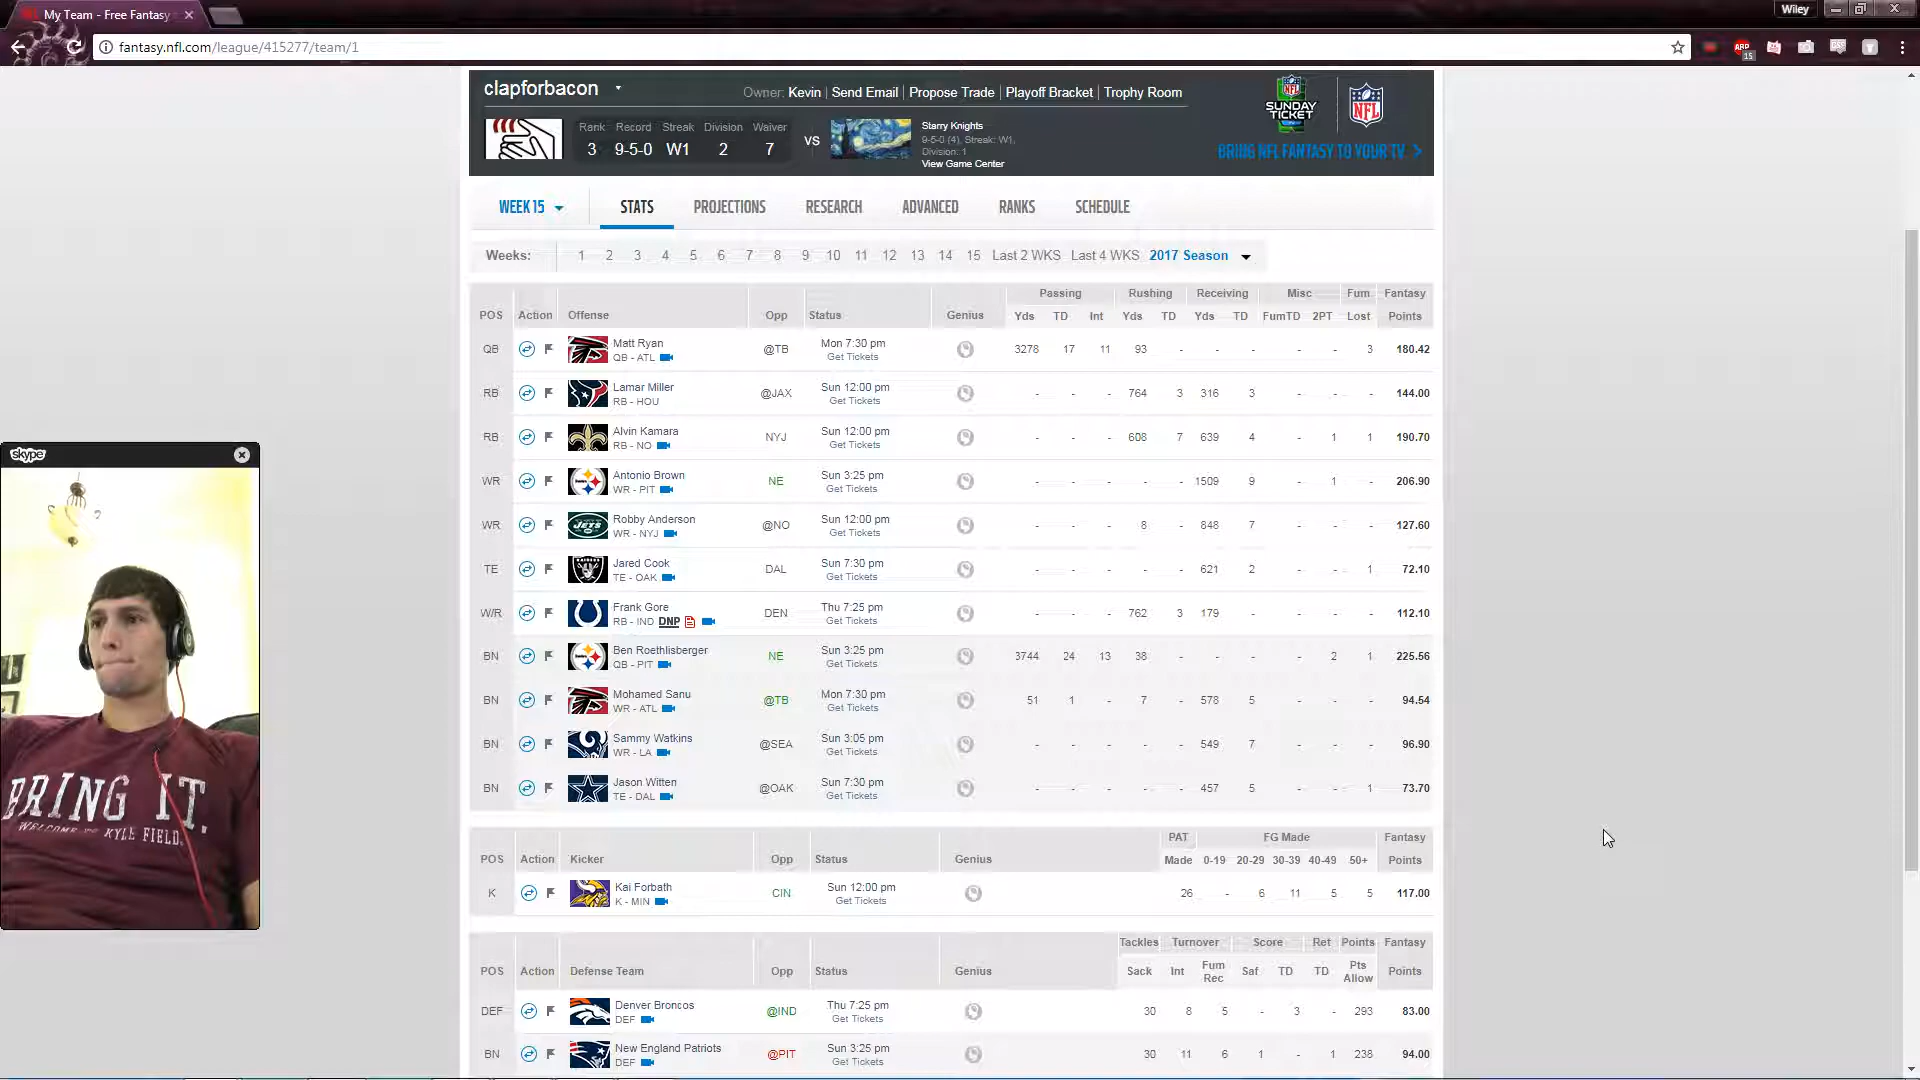 My Team - Free Fantasy
Wiley
fantasy.nfl.com/league/415277/team/1
ABP
15
clapforbacon
Owner: Kevin | Send Email | Propose Trade | Playoff Bracket | Trophy Room
NFL SUNDAY TICKET
NFL
Rank Record Streak Division Waiver
3 9-5-0 W1 2 7
VS
Starry Knights
9-5-0 (4), Streak: W1,
Division: 1
View Game Center
BRING NFL FANTASY TO YOUR TV >
WEEK 15 STATS PROJECTIONS RESEARCH ADVANCED RANKS SCHEDULE
Weeks: 1 2 3 4 5 6 7 8 9 10 11 12 13 14 15 Last 2 WKS Last 4 WKS 2017 Season
Passing Rushing Receiving Misc Fum Fantasy
POS Action Offense Opp Status Genius Yds TD Int Yds TD Yds TD FumTD 2PT Lost Points
QB Matt Ryan @TB Mon 7:30 pm 3278 17 11 93 - - - - - 3 180.42
QB - ATL Get Tickets
RB Lamar Miller @JAX Sun 12:00 pm - - - 764 3 316 3 - - - 144.00
RB - HOU Get Tickets
RB Alvin Kamara NYJ Sun 12:00 pm - - - 608 7 639 4 - 1 1 190.70
RB - NO Get Tickets
WR Antonio Brown NE Sun 3:25 pm - - - - - 1509 9 - 1 - 206.90
WR - PIT Get Tickets
WR Robby Anderson @NO Sun 12:00 pm - - - 8 - 848 7 - - - 127.60
WR - NYJ Get Tickets
TE Jared Cook DAL Sun 7:30 pm - - - - - 621 2 - - 1 72.10
TE - OAK Get Tickets
W/R Frank Gore DEN Thu 7:25 pm - - - 762 3 179 - - - - 112.10
RB - IND DNP Get Tickets
BN Ben Roethlisberger NE Sun 3:25 pm 3744 24 13 38 - - - - 2 1 225.56
QB - PIT Get Tickets
BN Mohamed Sanu @TB Mon 7:30 pm 51 1 - 7 - 578 5 - - - 94.54
WR - ATL Get Tickets
BN Sammy Watkins @SEA Sun 3:05 pm - - - - - 549 7 - - - 96.90
WR - LA Get Tickets
BN Jason Witten @OAK Sun 7:30 pm - - - - - 457 5 - - 1 73.70
TE - DAL Get Tickets
PAT FG Made Fantasy
POS Action Kicker Opp Status Genius Made 0-19 20-29 30-39 40-49 50+ Points
K Kai Forbath CIN Sun 12:00 pm 26 - 6 11 5 5 117.00
K - MIN Get Tickets
Tackles Turnover Score Ret Points Fantasy
POS Action Defense Team Opp Status Genius Sack Int Fum Rec Saf TD TD Pts Allow Points
DEF Denver Broncos @IND Thu 7:25 pm 30 8 5 - 3 - 293 83.00
DEF Get Tickets
BN New England Patriots @PIT Sun 3:25 pm 30 11 6 1 - 1 238 94.00
DEF Get Tickets
skype
BRING IT.
WELCOME TO KYLE FIELD.
JETS
RAIDERS